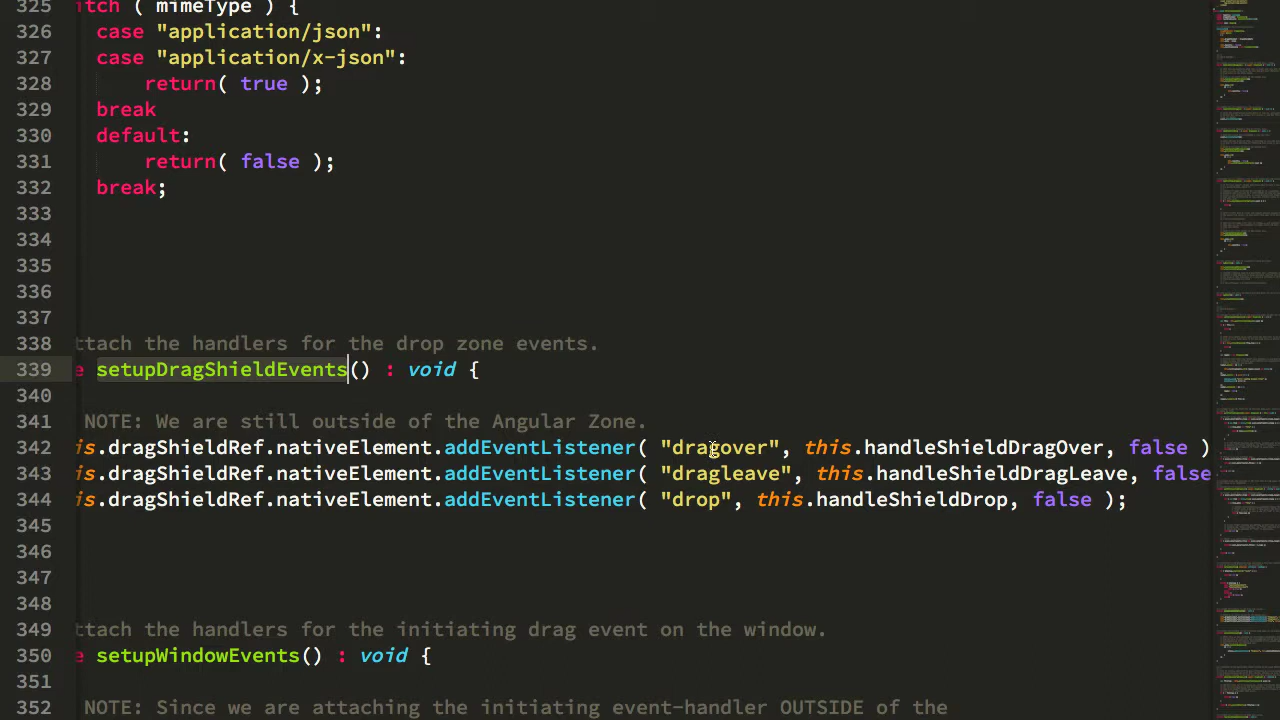 325 itch ( mimeType ) {
326 case "application/json":
327 case "application/x-json":
328 return( true );
329 break
330 default:
331 return( false );
332 break;
333
334
335
336
337
338 ttach the handlers for the drop zone events.
339 e setupDragShieldEvents() : void {
340
341 NOTE: We are still outside of the Angular Zone.
342 is.dragShieldRef.nativeElement.addEventListener( "dragover", this.handleShieldDragOver, false )
343 is.dragShieldRef.nativeElement.addEventListener( "dragleave", this.handleShieldDragLeave, false
344 is.dragShieldRef.nativeElement.addEventListener( "drop", this.handleShieldDrop, false );
345
346
347
348
349 ttach the handlers for the initiating drag event on the window.
350 e setupWindowEvents() : void {
351
352 NOTE: Since we are attaching the initiating event-handler OUTSIDE of the